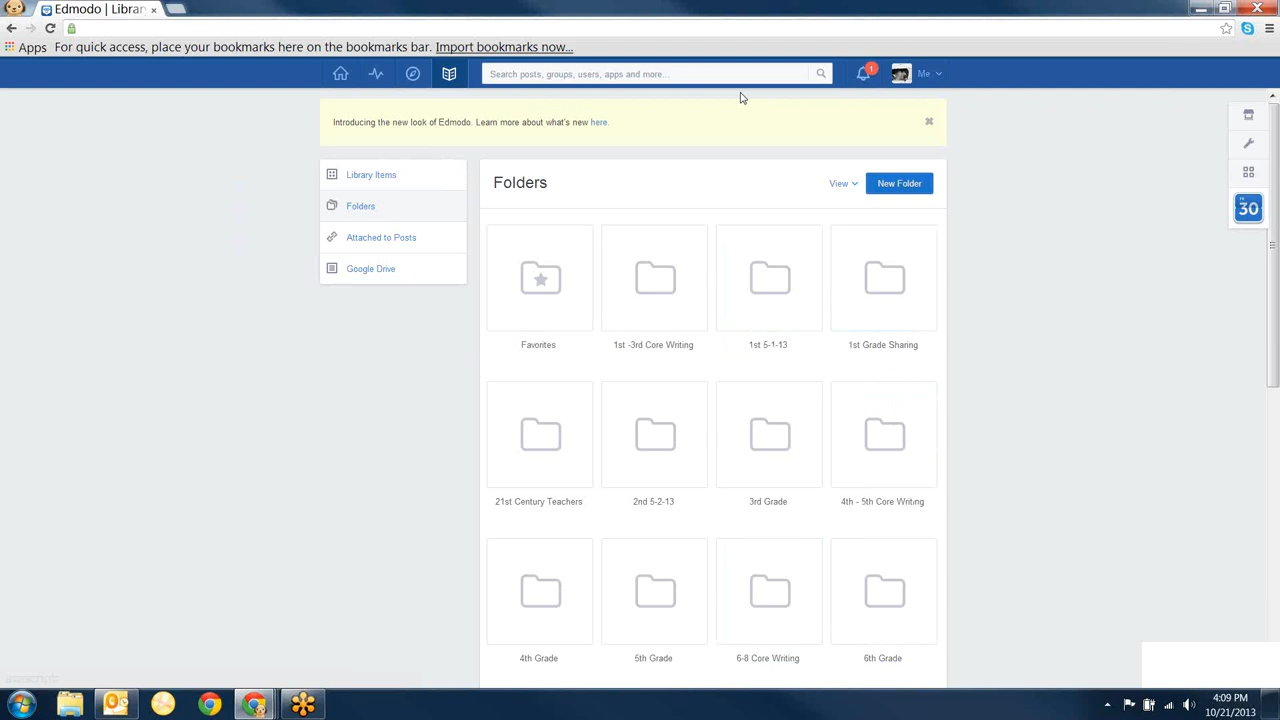 Edmodo | Library
Apps For quick access, place your bookmarks here on the bookmarks bar. Import bookmarks now...
Search posts, groups, users, apps and more...
1
Me
Introducing the new look of Edmodo. Learn more about what's new here.
Library Items
Folders
Attached to Posts
Google Drive
Folders
View
New Folder
30
Favorites
1st -3rd Core Writing
1st 5-1-13
1st Grade Sharing
21st Century Teachers
2nd 5-2-13
3rd Grade
4th - 5th Core Writing
4th Grade
5th Grade
6-8 Core Writing
6th Grade
4:09 PM
10/21/2013